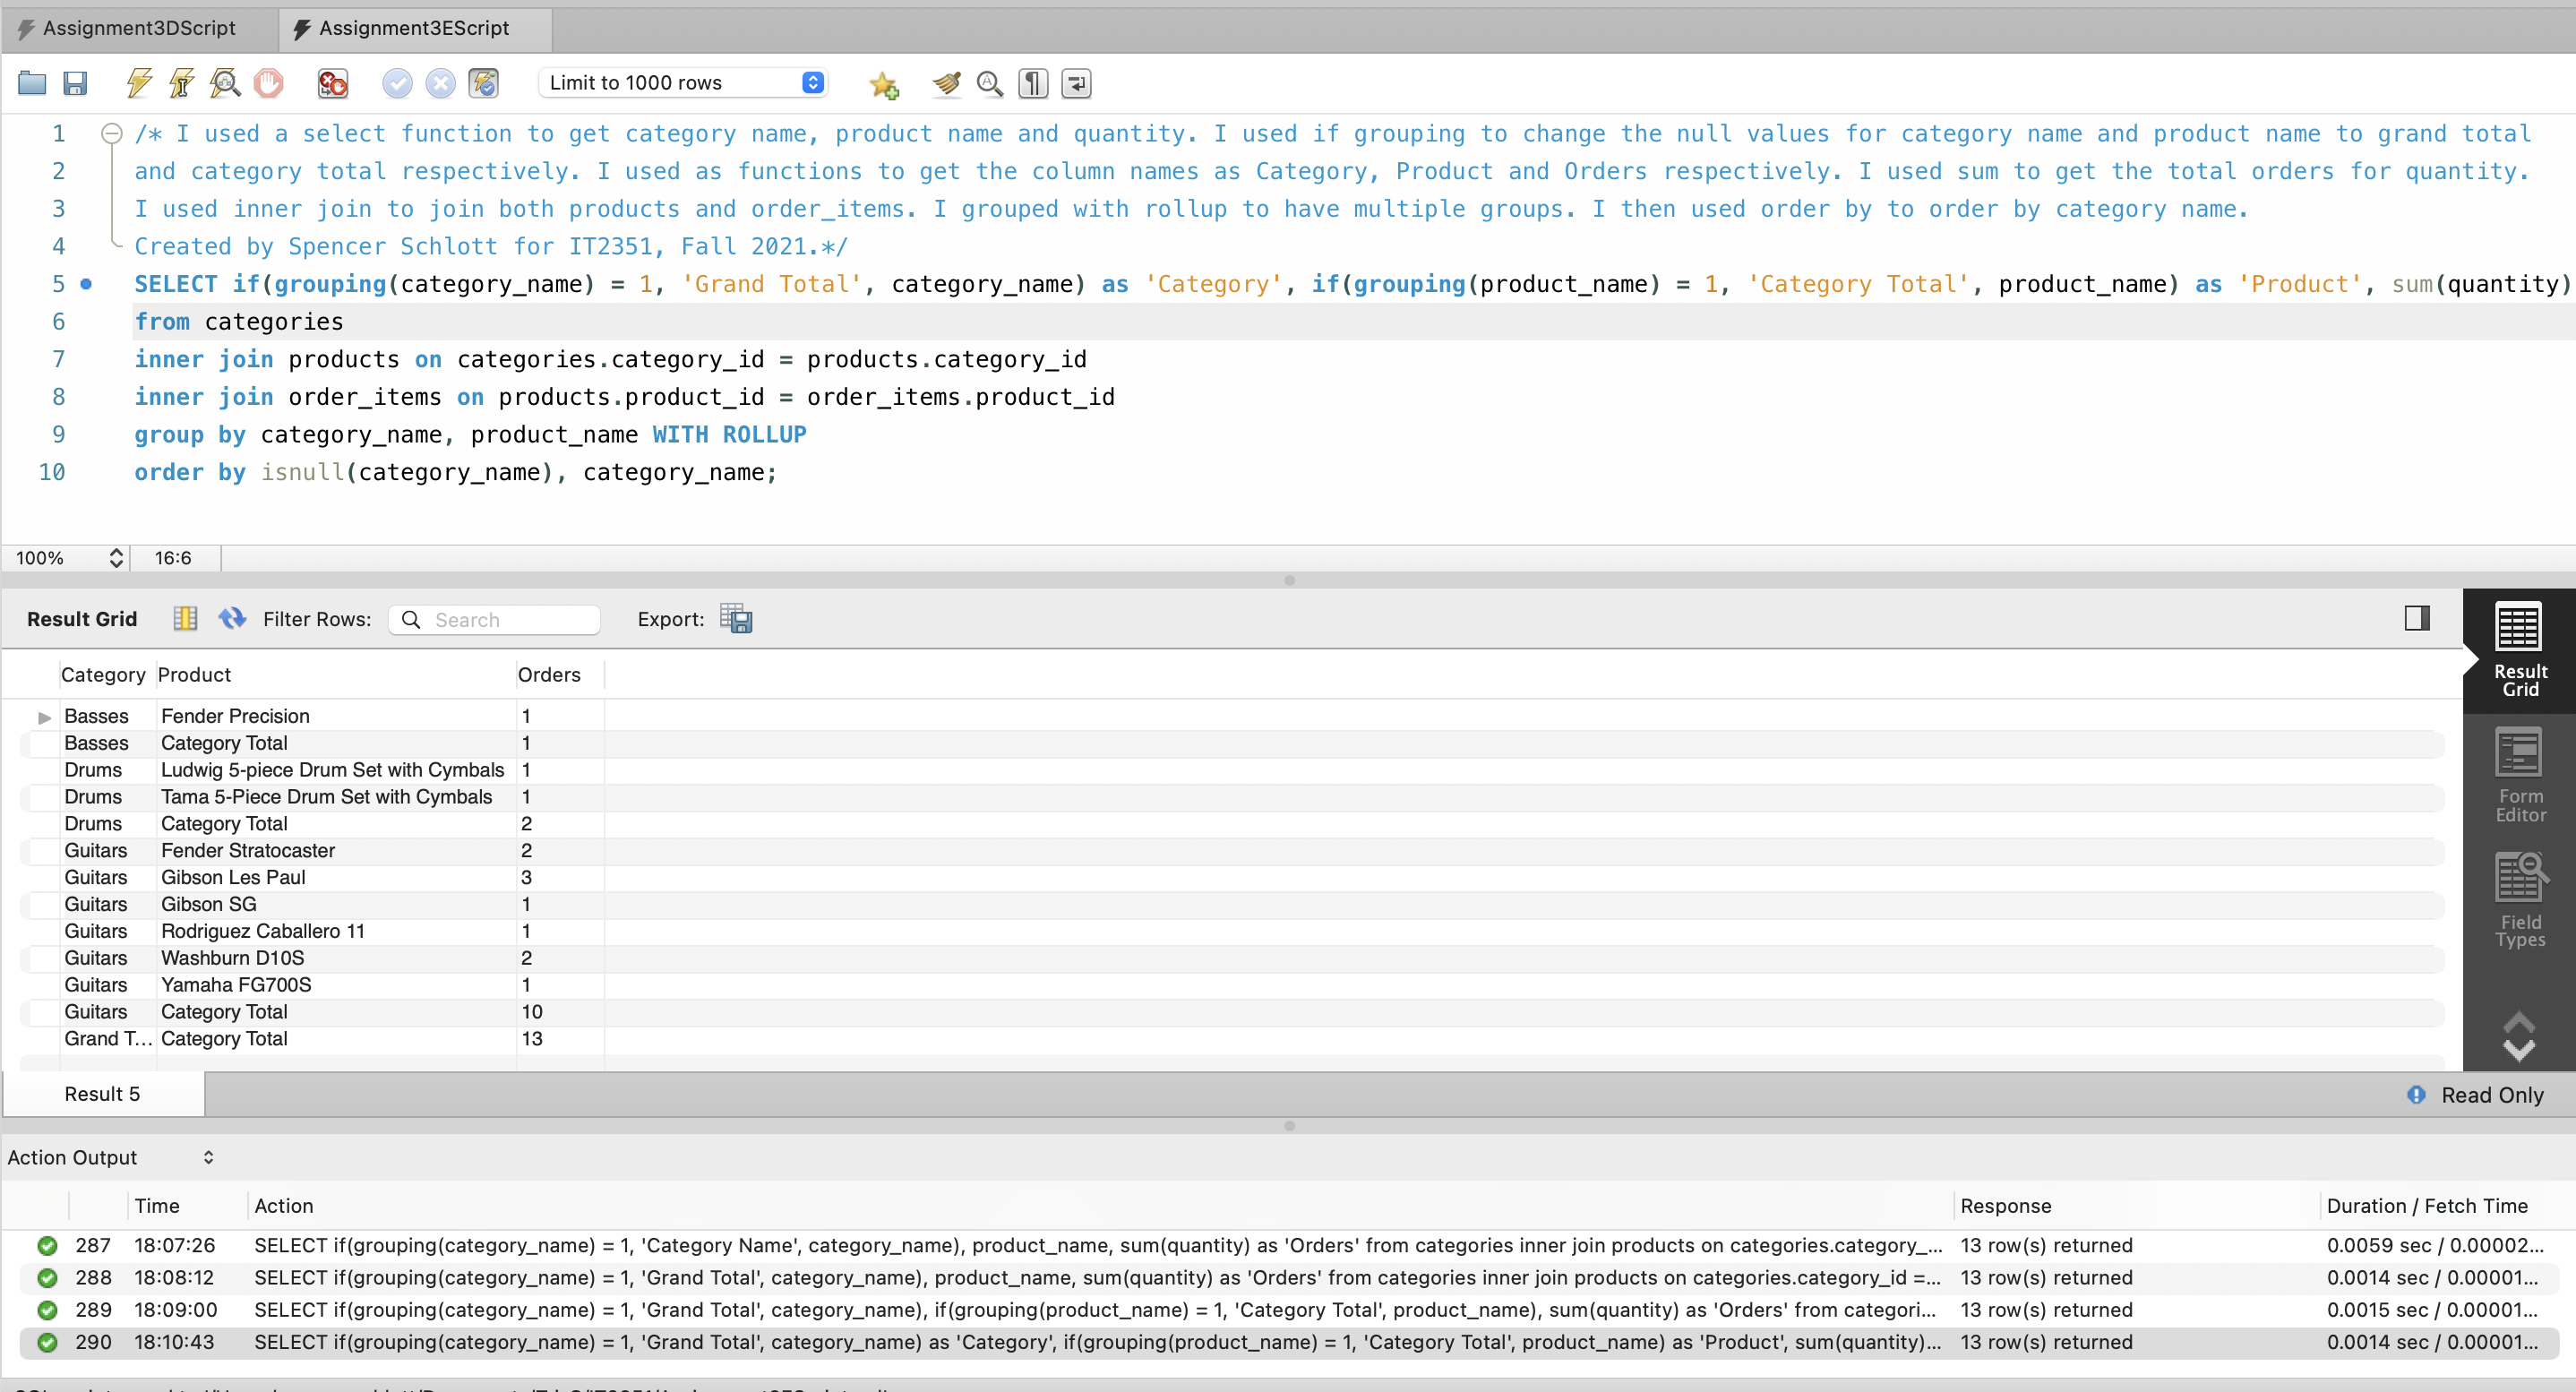 Assignment3DScript
Assignment3EScript
Limit to 1000 rows
1 /* I used a select function to get category name, product name and quantity. I used if grouping to change the null values for category name and product name to grand total
2 and category total respectively. I used as functions to get the column names as Category, Product and Orders respectively. I used sum to get the total orders for quantity.
3 I used inner join to join both products and order_items. I grouped with rollup to have multiple groups. I then used order by to order by category name.
4 Created by Spencer Schlott for IT2351, Fall 2021.*/
5 SELECT if(grouping(category_name) = 1, 'Grand Total', category_name) as 'Category', if(grouping(product_name) = 1, 'Category Total', product_name) as 'Product', sum(quantity)
6 from categories
7 inner join products on categories.category_id = products.category_id
8 inner join order_items on products.product_id = order_items.product_id
9 group by category_name, product_name WITH ROLLUP
10 order by isnull(category_name), category_name;
100% 16:6
Result Grid Filter Rows: Search Export:
Category Product Orders
Basses Fender Precision 1
Basses Category Total 1
Drums Ludwig 5-piece Drum Set with Cymbals 1
Drums Tama 5-Piece Drum Set with Cymbals 1
Drums Category Total 2
Guitars Fender Stratocaster 2
Guitars Gibson Les Paul 3
Guitars Gibson SG 1
Guitars Rodriguez Caballero 11 1
Guitars Washburn D10S 2
Guitars Yamaha FG700S 1
Guitars Category Total 10
Grand T... Category Total 13
Result
Grid
Form
Editor
Field
Types
Result 5
Read Only
Action Output
Time Action Response Duration / Fetch Time
287 18:07:26 SELECT if(grouping(category_name) = 1, 'Category Name', category_name), product_name, sum(quantity) as 'Orders' from categories inner join products on categories.category_... 13 row(s) returned 0.0059 sec / 0.00002...
288 18:08:12 SELECT if(grouping(category_name) = 1, 'Grand Total', category_name), product_name, sum(quantity) as 'Orders' from categories inner join products on categories.category_id =... 13 row(s) returned 0.0014 sec / 0.00001...
289 18:09:00 SELECT if(grouping(category_name) = 1, 'Grand Total', category_name), if(grouping(product_name) = 1, 'Category Total', product_name), sum(quantity) as 'Orders' from categori... 13 row(s) returned 0.0015 sec / 0.00001...
290 18:10:43 SELECT if(grouping(category_name) = 1, 'Grand Total', category_name) as 'Category', if(grouping(product_name) = 1, 'Category Total', product_name) as 'Product', sum(quantity)... 13 row(s) returned 0.0014 sec / 0.00001...